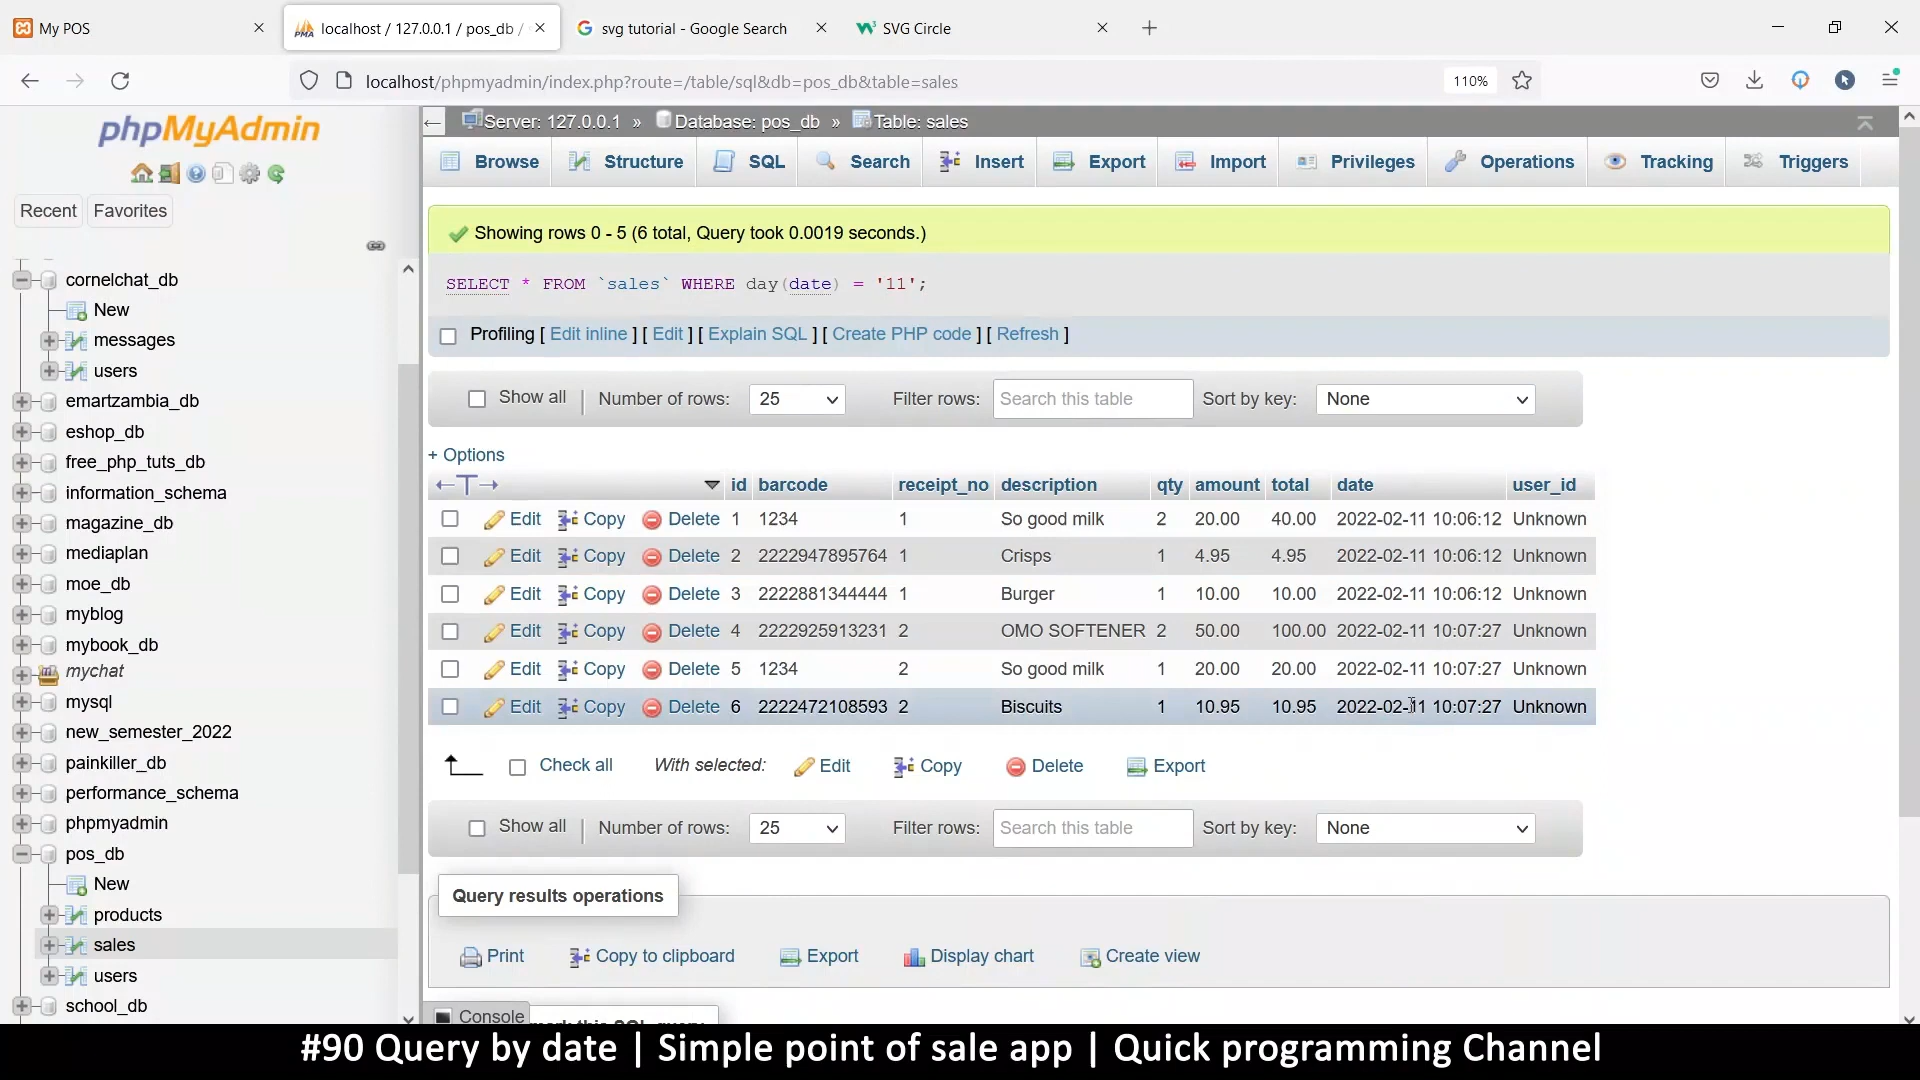 My POS
localhost / 127.0.0.1 / pos_db /
svg tutorial - Google Search
SVG Circle
localhost/phpmyadmin/index.php?route=/table/sql&db=pos_db&table=sales
110%
phpMyAdmin
Recent
Favorites
cornelchat_db
New
messages
users
emartzambia_db
eshop_db
free_php_tuts_db
information_schema
magazine_db
mediaplan
moe_db
myblog
mybook_db
mychat
mysql
new_semester_2022
painkiller_db
performance_schema
phpmyadmin
pos_db
New
products
sales
users
school_db
Server: 127.0.0.1 » Database: pos_db » Table: sales
Browse Structure SQL Search Insert Export Import Privileges Operations Tracking Triggers
Showing rows 0 - 5 (6 total, Query took 0.0019 seconds.)
SELECT * FROM `sales` WHERE day(date) = '11';
Profiling [ Edit inline ] [ Edit ] [ Explain SQL ] [ Create PHP code ] [ Refresh ]
Show all | Number of rows: 25 Filter rows: Search this table Sort by key: None
+ Options
←T→ id barcode receipt_no description qty amount total date user_id
Edit Copy Delete 1 1234 1 So good milk 2 20.00 40.00 2022-02-11 10:06:12 Unknown
Edit Copy Delete 2 2222947895764 1 Crisps 1 4.95 4.95 2022-02-11 10:06:12 Unknown
Edit Copy Delete 3 2222881344444 1 Burger 1 10.00 10.00 2022-02-11 10:06:12 Unknown
Edit Copy Delete 4 2222925913231 2 OMO SOFTENER 2 50.00 100.00 2022-02-11 10:07:27 Unknown
Edit Copy Delete 5 1234 2 So good milk 1 20.00 20.00 2022-02-11 10:07:27 Unknown
Edit Copy Delete 6 2222472108593 2 Biscuits 1 10.95 10.95 2022-02-11 10:07:27 Unknown
Check all With selected: Edit Copy Delete Export
Show all | Number of rows: 25 Filter rows: Search this table Sort by key: None
Query results operations
Print Copy to clipboard Export Display chart Create view
Console
#90 Query by date | Simple point of sale app | Quick programming Channel